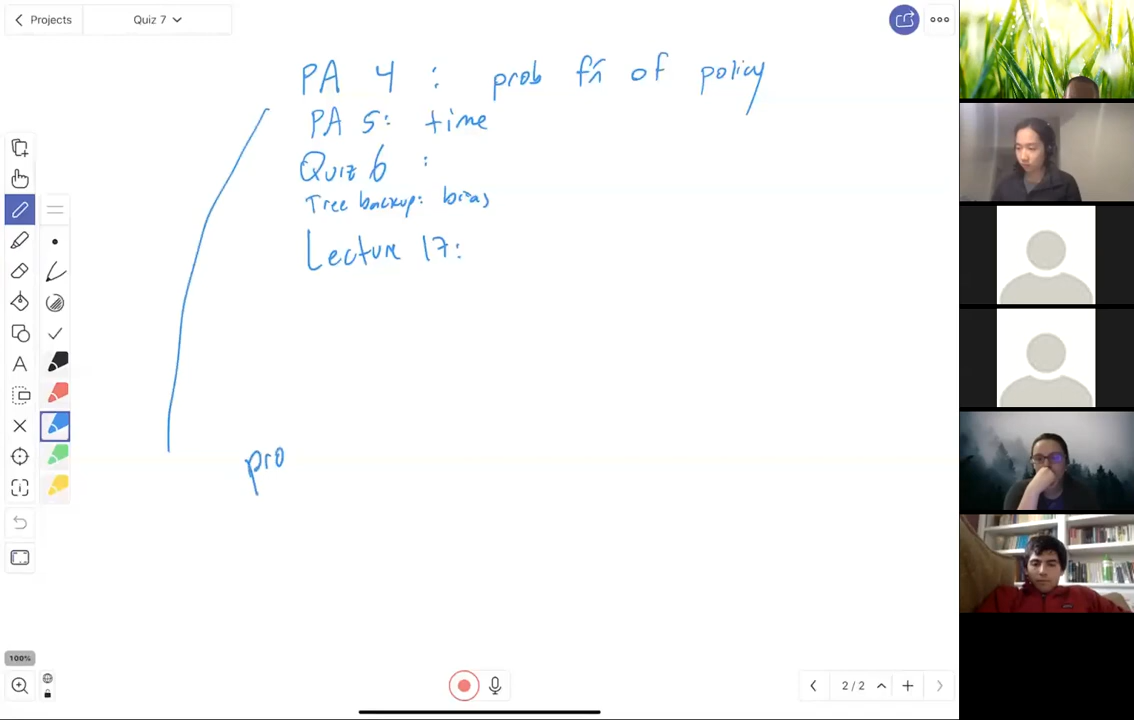 Projects
Quiz 7
PA 4 : prob fn of policy
PA 5: time
Quiz 6 :
Tree backup: bias
Lecture 17:
pro
100%
2 / 2